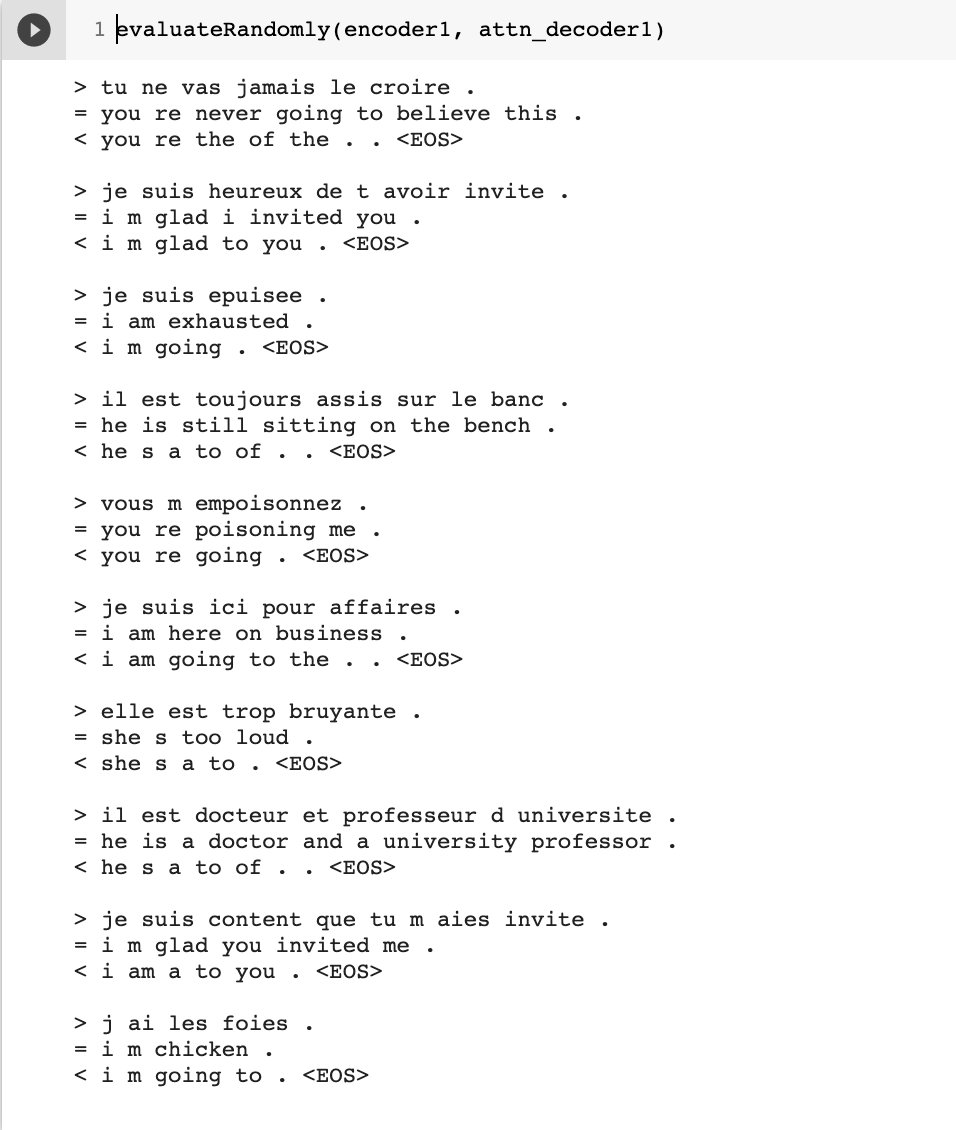 1 evaluateRandomly(encoder1, attn_decoder1)
> tu ne vas jamais le croire .
= you re never going to believe this .
< you re the of the . . <EOS>
> je suis heureux de t avoir invite .
= i m glad i invited you .
< i m glad to you . <EOS>
> je suis epuisee .
= i am exhausted .
< i m going . <EOS>
> il est toujours assis sur le banc .
= he is still sitting on the bench .
< he s a to of . . <EOS>
> vous m empoisonnez .
= you re poisoning me .
< you re going . <EOS>
> je suis ici pour affaires .
= i am here on business .
< i am going to the . . <EOS>
> elle est trop bruyante .
= she s too loud .
< she s a to . <EOS>
> il est docteur et professeur d universite .
= he is a doctor and a university professor .
< he s a to of . . <EOS>
> je suis content que tu m aies invite .
= i m glad you invited me .
< i am a to you . <EOS>
> j ai les foies .
= i m chicken .
< i m going to . <EOS>